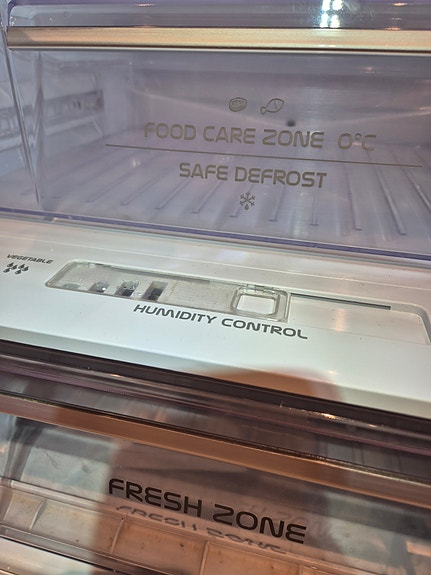 FOOD CARE ZONE 0°C
SAFE DEFROST
VEGETABLE
HUMIDITY CONTROL
FRESH ZONE